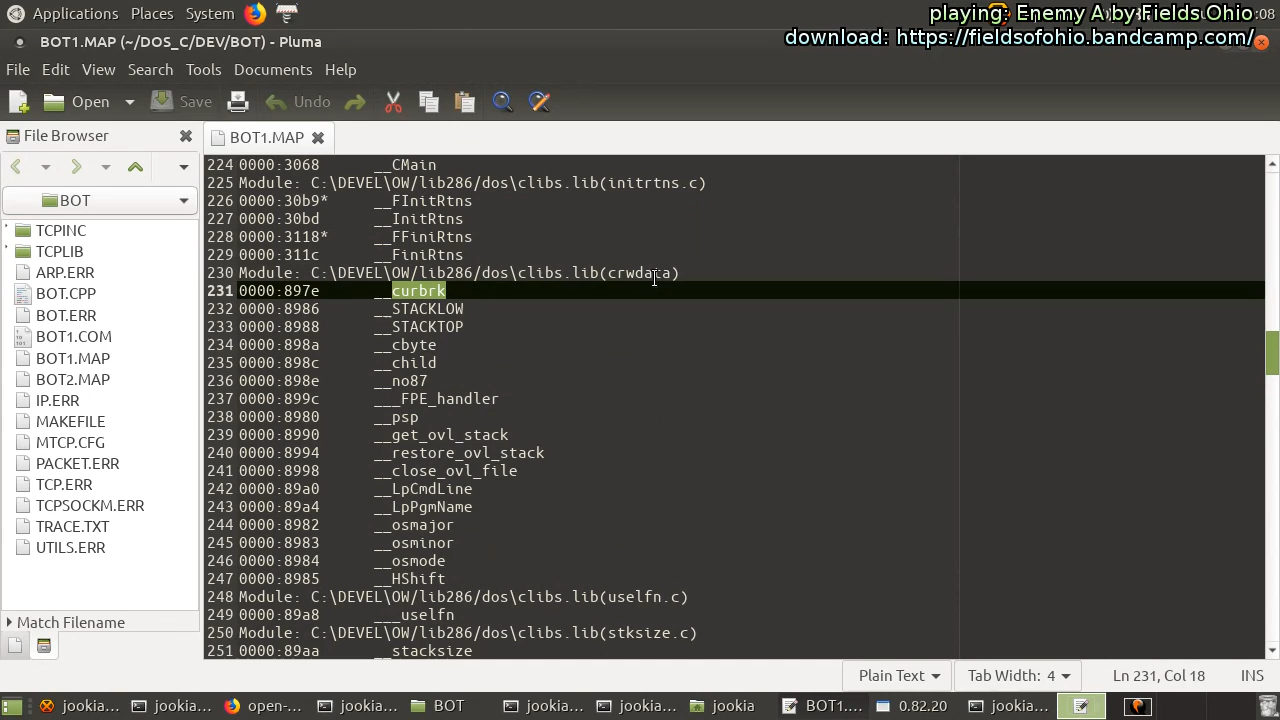 Applications Places System :08
playing: Enemy A by Fields Ohio
download: https://fieldsofohio.bandcamp.com/
BOT1.MAP (~/DOS_C/DEV/BOT) - Pluma
File Edit View Search Tools Documents Help
Open Save Undo
File Browser
BOT1.MAP
BOT
TCPINC
TCPLIB
ARP.ERR
BOT.CPP
BOT.ERR
BOT1.COM
BOT1.MAP
BOT2.MAP
IP.ERR
MAKEFILE
MTCP.CFG
PACKET.ERR
TCP.ERR
TCPSOCKM.ERR
TRACE.TXT
UTILS.ERR
Match Filename
224 0000:3068 __CMain
225 Module: C:\DEVEL\OW/lib286/dos\clibs.lib(initrtns.c)
226 0000:30b9* __FInitRtns
227 0000:30bd __InitRtns
228 0000:3118* __FFiniRtns
229 0000:311c __FiniRtns
230 Module: C:\DEVEL\OW/lib286/dos\clibs.lib(crwdata)
231 0000:897e __curbrk
232 0000:8986 __STACKLOW
233 0000:8988 __STACKTOP
234 0000:898a __cbyte
235 0000:898c __child
236 0000:898e __no87
237 0000:899c ___FPE_handler
238 0000:8980 __psp
239 0000:8990 __get_ovl_stack
240 0000:8994 __restore_ovl_stack
241 0000:8998 __close_ovl_file
242 0000:89a0 __LpCmdLine
243 0000:89a4 __LpPgmName
244 0000:8982 __osmajor
245 0000:8983 __osminor
246 0000:8984 __osmode
247 0000:8985 __HShift
248 Module: C:\DEVEL\OW/lib286/dos\clibs.lib(uselfn.c)
249 0000:89a8 ___uselfn
250 Module: C:\DEVEL\OW/lib286/dos\clibs.lib(stksize.c)
251 0000:89aa __stacksize
Plain Text Tab Width: 4 Ln 231, Col 18 INS
jookia... jookia... open-... jookia... BOT jookia... jookia... jookia BOT1.... 0.82.20 jookia...